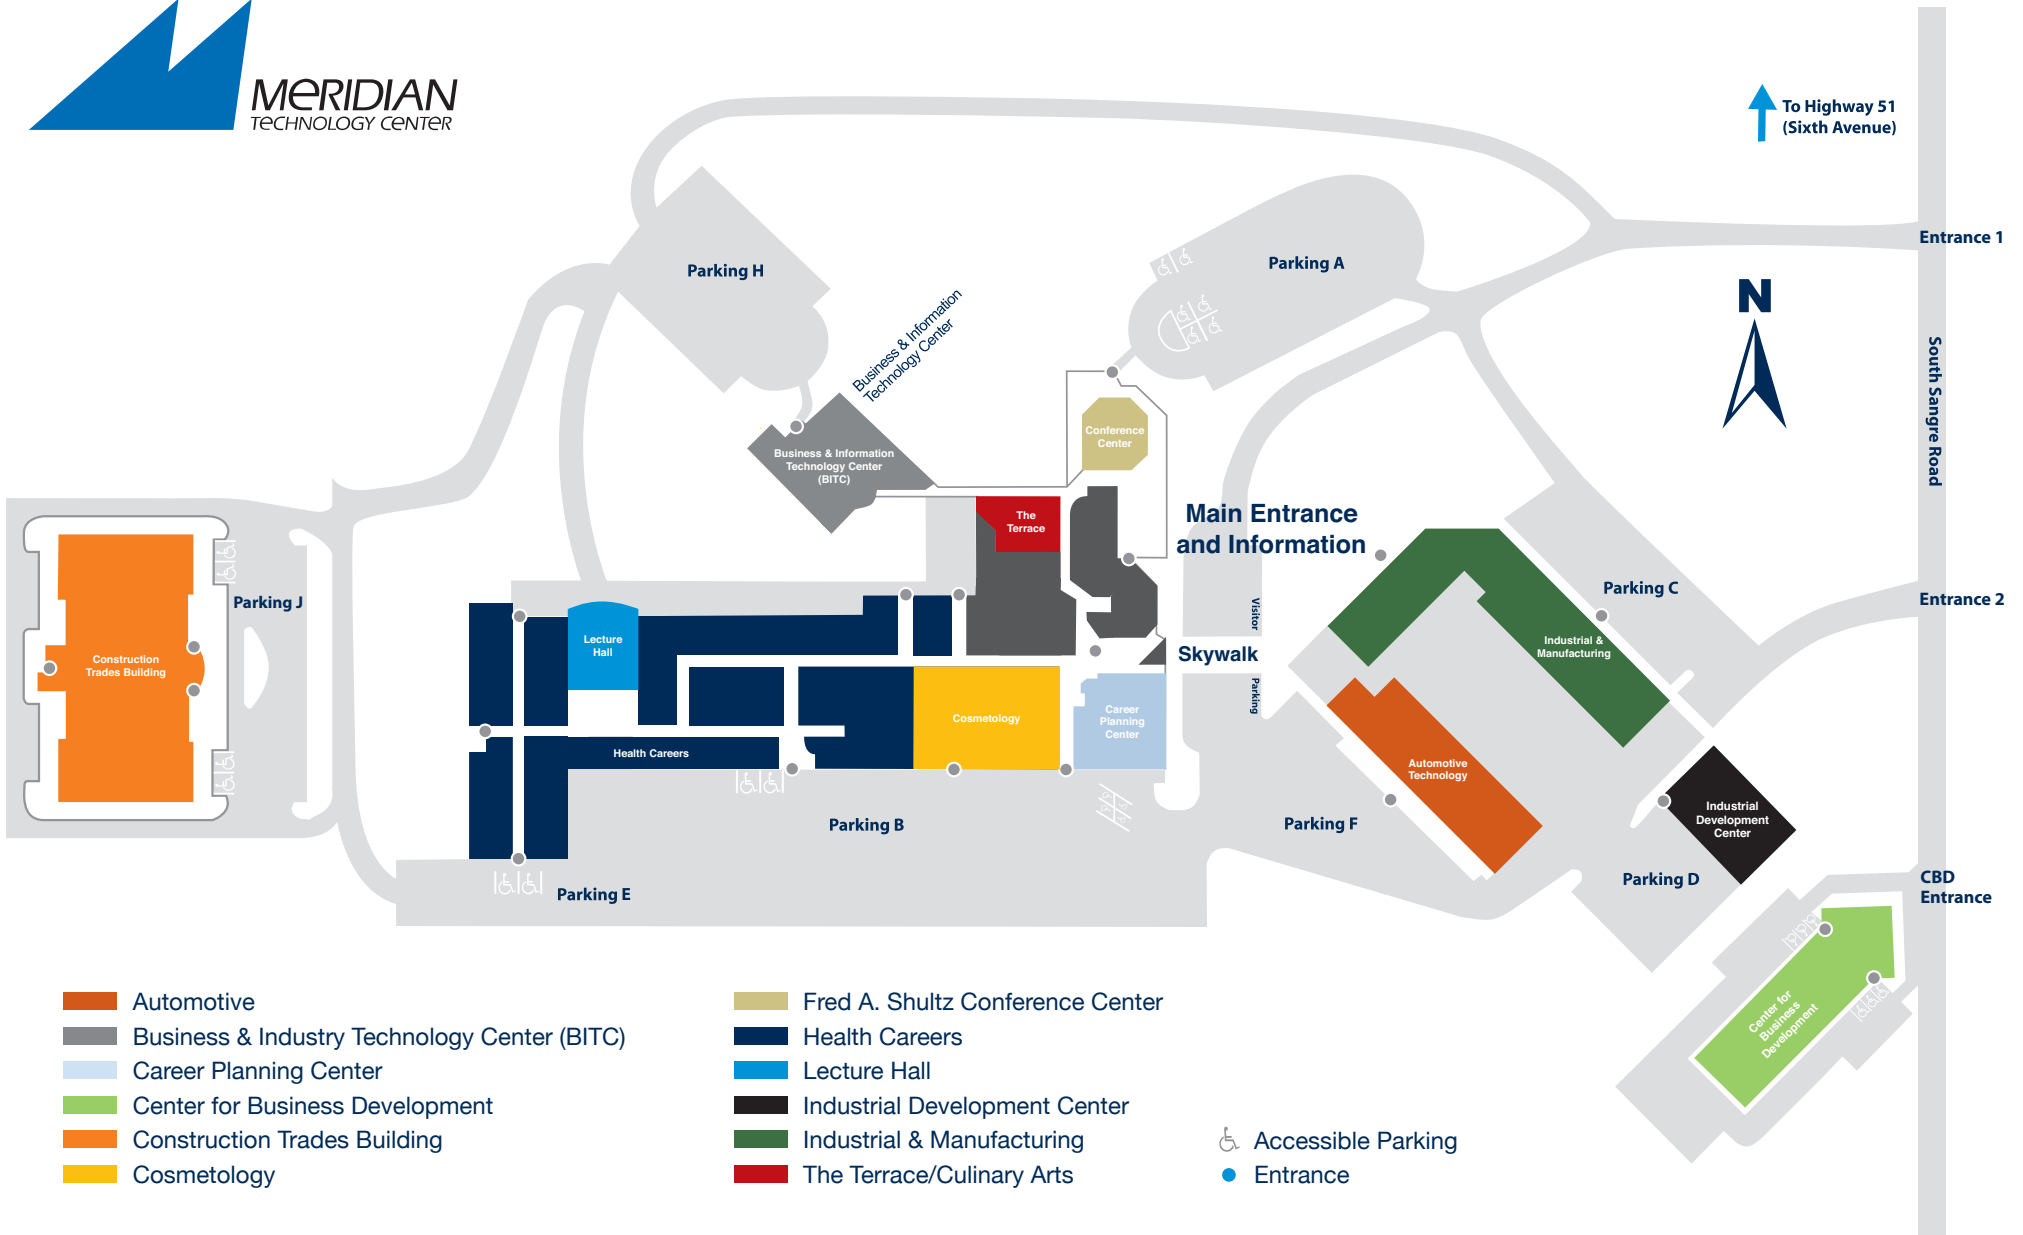 MERIDIAN
TECHNOLOGY CENTER
To Highway 51
(Sixth Avenue)
Entrance 1
N
South Sangre Road
Parking H
Parking A
Business & Information
Technology Center
Conference
Center
Business & Information
Technology Center
(BITC)
The
Terrace
Main Entrance
and Information
Parking C
Entrance 2
Parking J
Visitor
Parking
Lecture
Hall
Industrial &
Manufacturing
Construction
Trades Building
Skywalk
Cosmetology
Career
Planning
Center
Health Careers
Automotive
Technology
Industrial
Development
Center
Parking B
Parking F
Parking D
Parking E
CBD
Entrance
Center for
Business
Development
Automotive
Business & Industry Technology Center (BITC)
Career Planning Center
Center for Business Development
Construction Trades Building
Cosmetology
Fred A. Shultz Conference Center
Health Careers
Lecture Hall
Industrial Development Center
Industrial & Manufacturing
The Terrace/Culinary Arts
Accessible Parking
Entrance